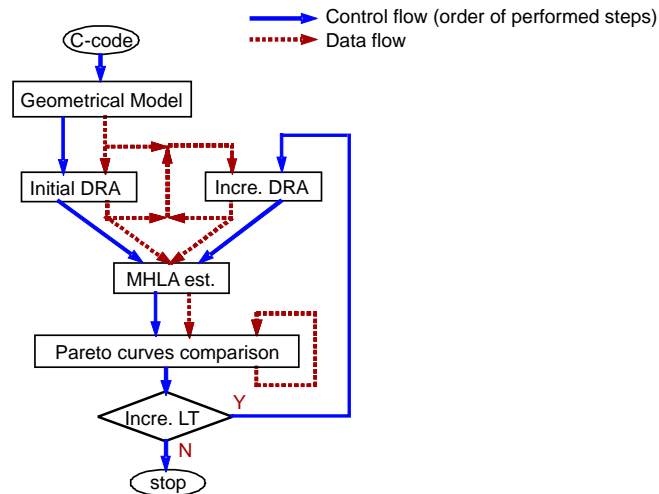 Control flow (order of performed steps)
Data flow
C-code
Geometrical Model
Initial DRA
Incre. DRA
MHLA est.
Pareto curves comparison
Incre. LT
Y
N
stop